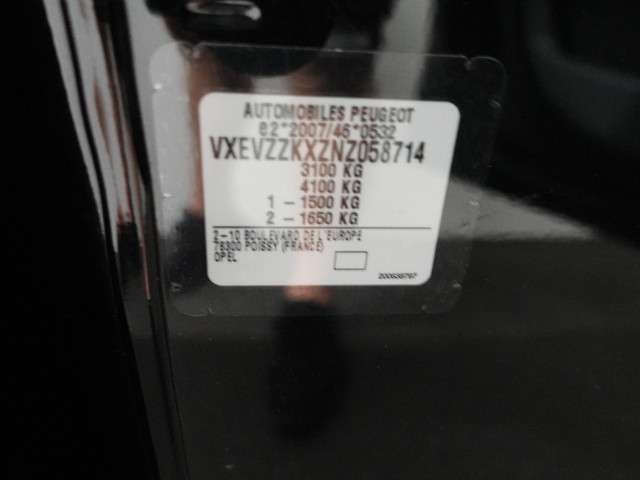 AUTOMOBILES PEUGEOT
e2*2007/46*0532
VXEVZZKXZNZ058714
3100 KG
4100 KG
1 - 1500 KG
2 - 1650 KG
2-10 BOULEVARD DE L'EUROPE
78300 POISSY (FRANCE)
OPEL